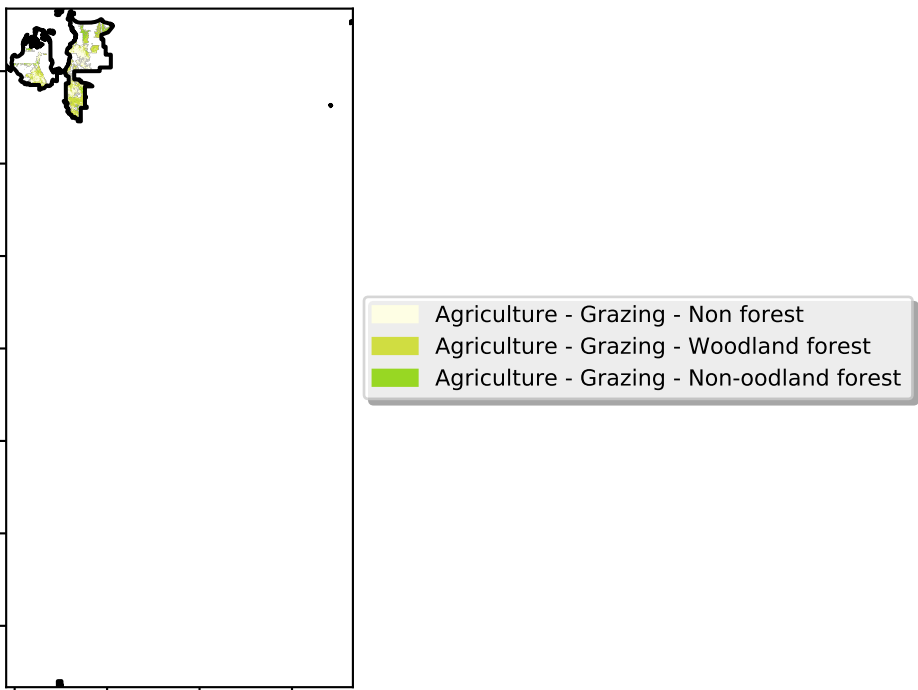 Agriculture - Grazing - Non forest
Agriculture - Grazing - Woodland forest
Agriculture - Grazing - Non-oodland forest